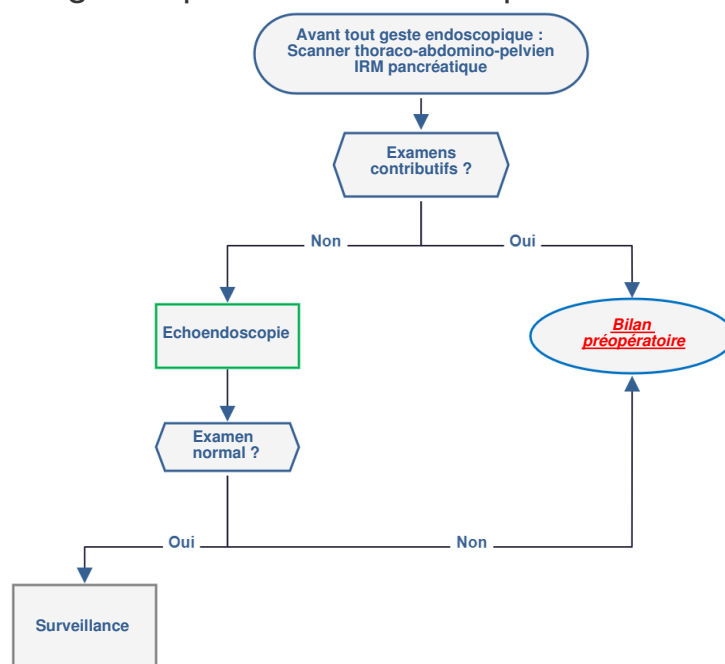 Avant tout geste endoscopique :
Scanner thoraco-abdomino-pelvien
IRM pancréatique
Examens
contributifs ?
Non
Oui
Echoendoscopie
Bilan
préopératoire
Examen
normal ?
Oui
Non
Surveillance